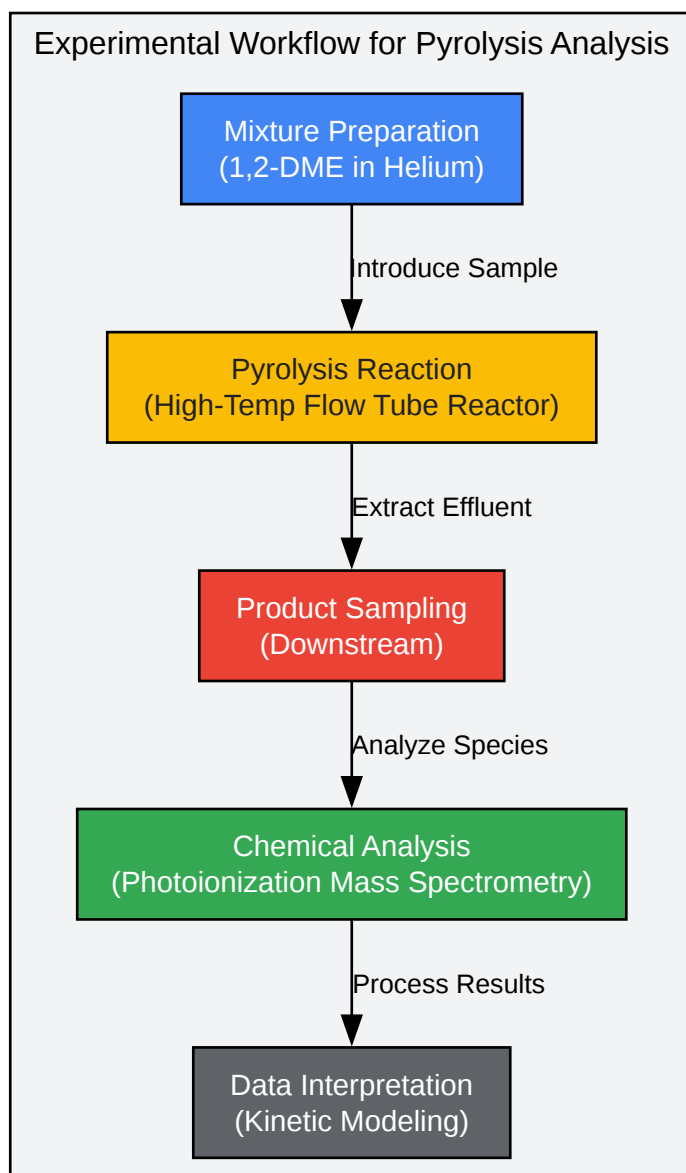 Experimental Workflow for Pyrolysis Analysis
Mixture Preparation
(1,2-DME in Helium)
Introduce Sample
Pyrolysis Reaction
(High-Temp Flow Tube Reactor)
Extract Effluent
Product Sampling
(Downstream)
Analyze Species
Chemical Analysis
(Photoionization Mass Spectrometry)
Process Results
Data Interpretation
(Kinetic Modeling)